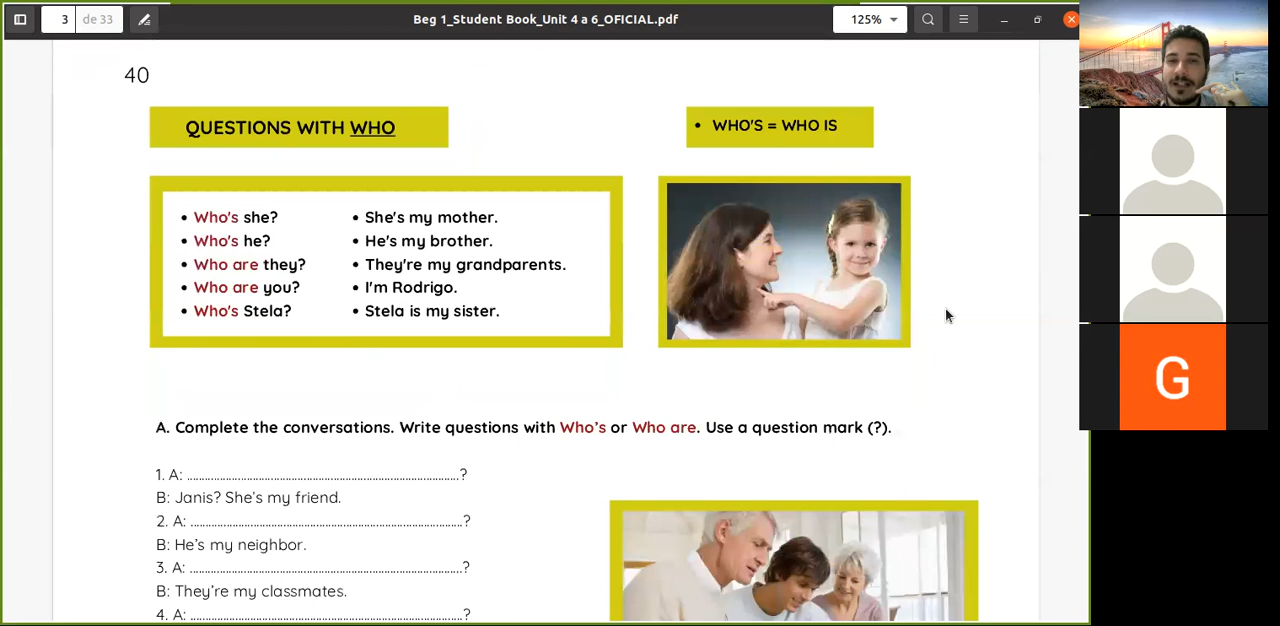 3 de 33
Beg 1_Student Book_Unit 4 a 6_OFICIAL.pdf
125%
40
QUESTIONS WITH WHO
• WHO'S = WHO IS
• Who's she?
• She's my mother.
• Who's he?
• He's my brother.
• Who are they?
• They're my grandparents.
• Who are you?
• I'm Rodrigo.
• Who's Stela?
• Stela is my sister.
A. Complete the conversations. Write questions with Who's or Who are. Use a question mark (?).
1. A: ..........................................................................................?
B: Janis? She's my friend.
2. A: ..........................................................................................?
B: He's my neighbor.
3. A: ..........................................................................................?
B: They're my classmates.
4. A: ..........................................................................................?
G